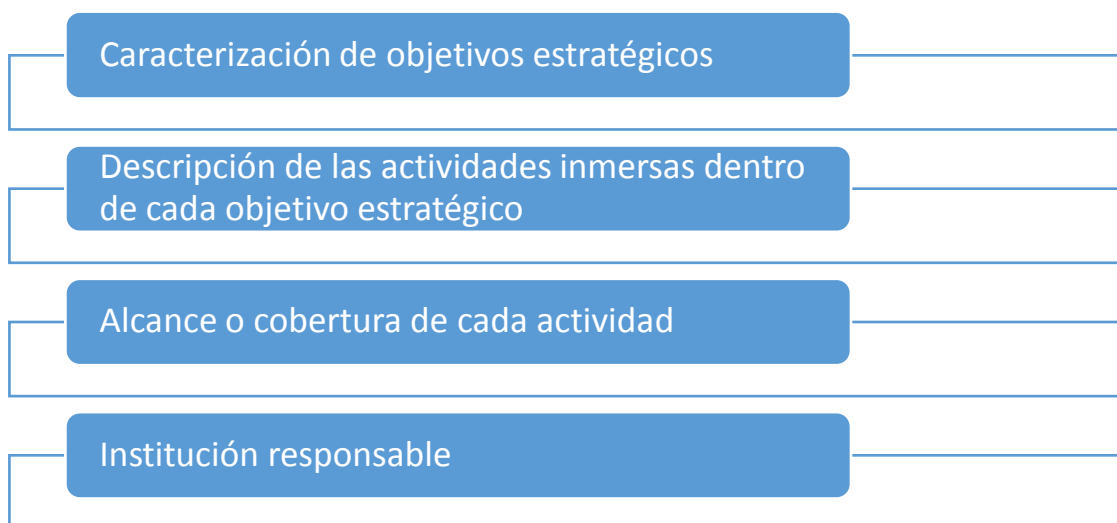 Caracterización de objetivos estratégicos
Descripción de las actividades inmersas dentro
de cada objetivo estratégico
Alcance o cobertura de cada actividad
Institución responsable